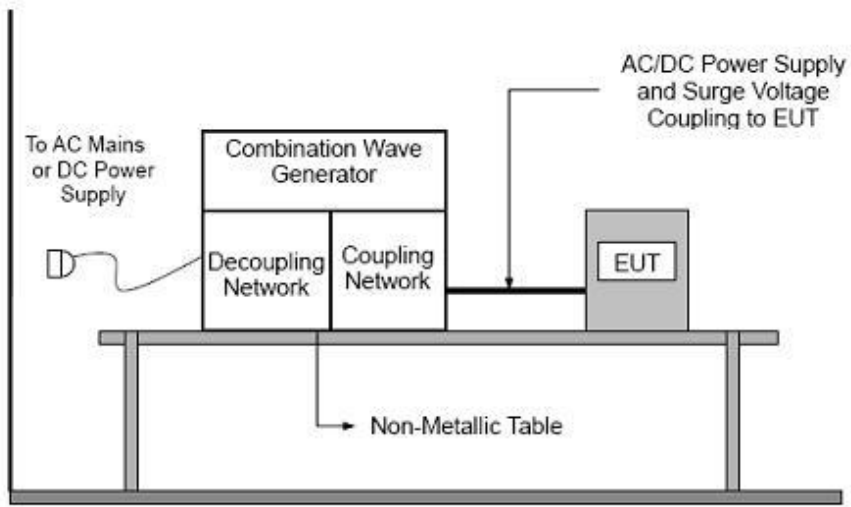 To AC Mains
or DC Power
Supply
Combination Wave
Generator
Decoupling
Network
Coupling
Network
AC/DC Power Supply
and Surge Voltage
Coupling to EUT
EUT
Non-Metallic Table